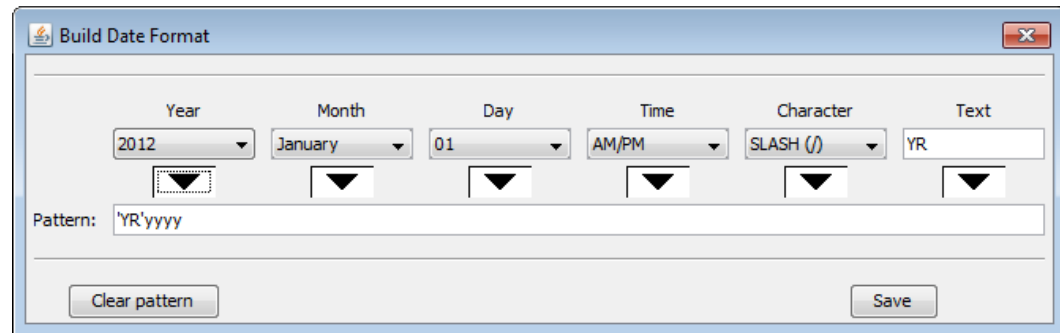 Build Date Format
Year Month Day Time Character Text
2012 January 01 AM/PM SLASH (/) YR
Pattern: 'YR'yyyy
Clear pattern Save